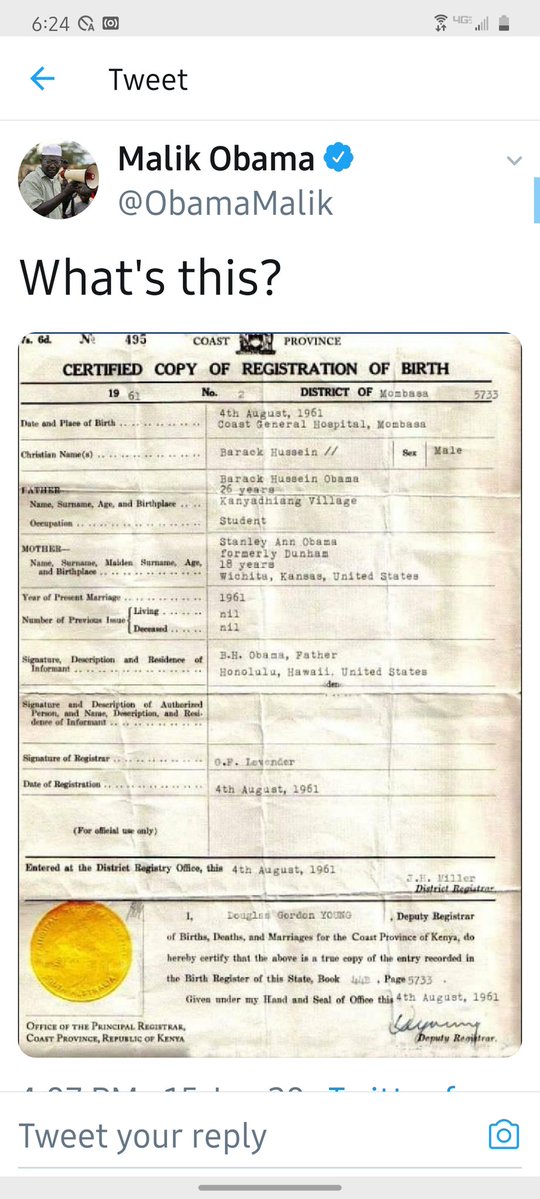 6:24
4GE
Tweet
Malik Obama
@ObamaMalik
What's this?
/s. 6d. No 495 COAST PROVINCE
CERTIFIED COPY OF REGISTRATION OF BIRTH
19 61 No. 2 DISTRICT OF Mombasa 5733
Date and Place of Birth 4th August, 1961
Coast General Hospital, Mombasa
Christian Name(s) Barack Hussein // Sex Male
FATHER— Barack Hussein Obama
26 years
Name, Surname, Age, and Birthplace Kanyadhiang Village
Occupation Student
MOTHER— Stanley Ann Obama
formerly Dunham
Name, Surname, Maiden Surname, Age, 18 years
and Birthplace Wichita, Kansas, United States
Year of Present Marriage 1961
Number of Previous Issue { Living nil
Deceased nil
Signature, Description and Residence of B.H. Obama, Father
Informant Honolulu, Hawaii, United States
Signature and Description of Authorized
Person, and Name, Description, and Resi-
dence of Informant
Signature of Registrar O.F. Lavender
Date of Registration 4th August, 1961
(For official use only)
Entered at the District Registry Office, this 4th August, 1961
J.H. Miller
District Registrar.
I, Douglas Gordon YOUNG , Deputy Registrar
of Births, Deaths, and Marriages for the Coast Province of Kenya, do
hereby certify that the above is a true copy of the entry recorded in
the Birth Register of this State, Book 44B , Page 5733 .
Given under my Hand and Seal of Office this 4th August, 1961
OFFICE OF THE PRINCIPAL REGISTRAR,
COAST PROVINCE, REPUBLIC OF KENYA
Deputy Registrar.
Tweet your reply